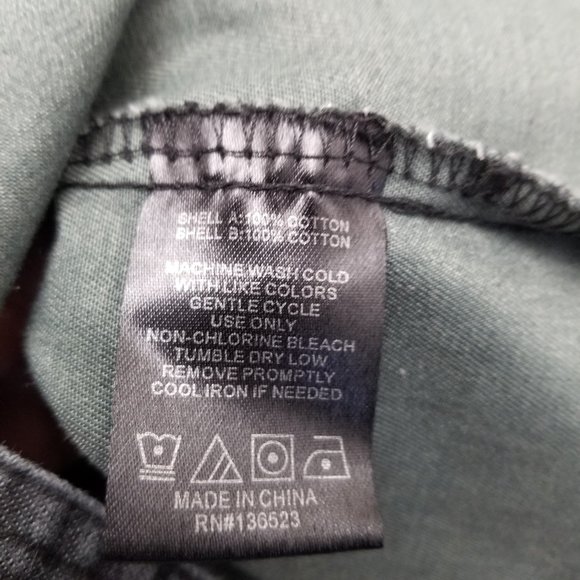 SHELL A:100% COTTON
SHELL B:100% COTTON
MACHINE WASH COLD
WITH LIKE COLORS
GENTLE CYCLE
USE ONLY
NON-CHLORINE BLEACH
TUMBLE DRY LOW
REMOVE PROMPTLY
COOL IRON IF NEEDED
MADE IN CHINA
RN#136523